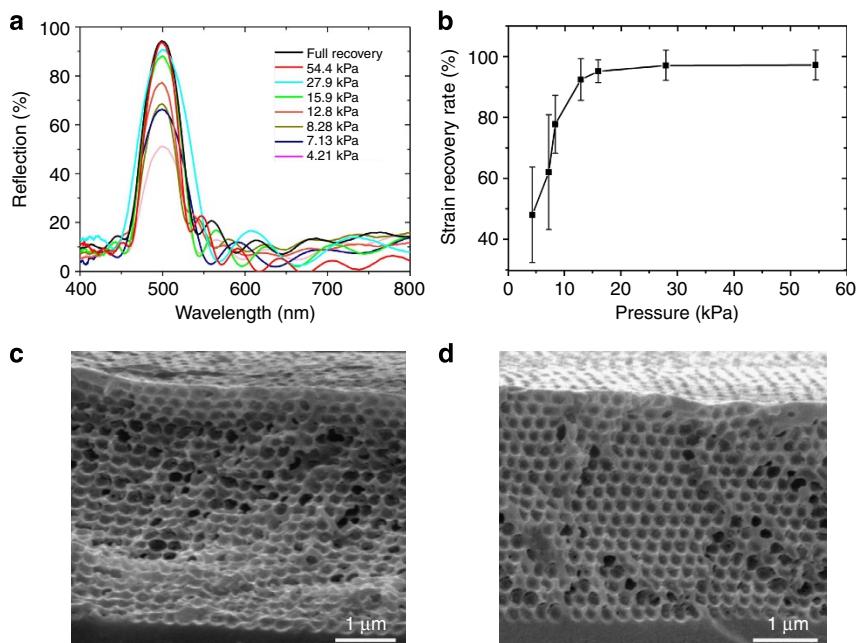 a
100
80
60
40
20
0
Reflection (%)
400
500
600
700
800
Wavelength (nm)
Full recovery
54.4 kPa
27.9 kPa
15.9 kPa
12.8 kPa
8.28 kPa
7.13 kPa
4.21 kPa
b
100
80
60
40
Strain recovery rate (%)
0
10
20
30
40
50
60
Pressure (kPa)
c
1 μm
d
1 μm